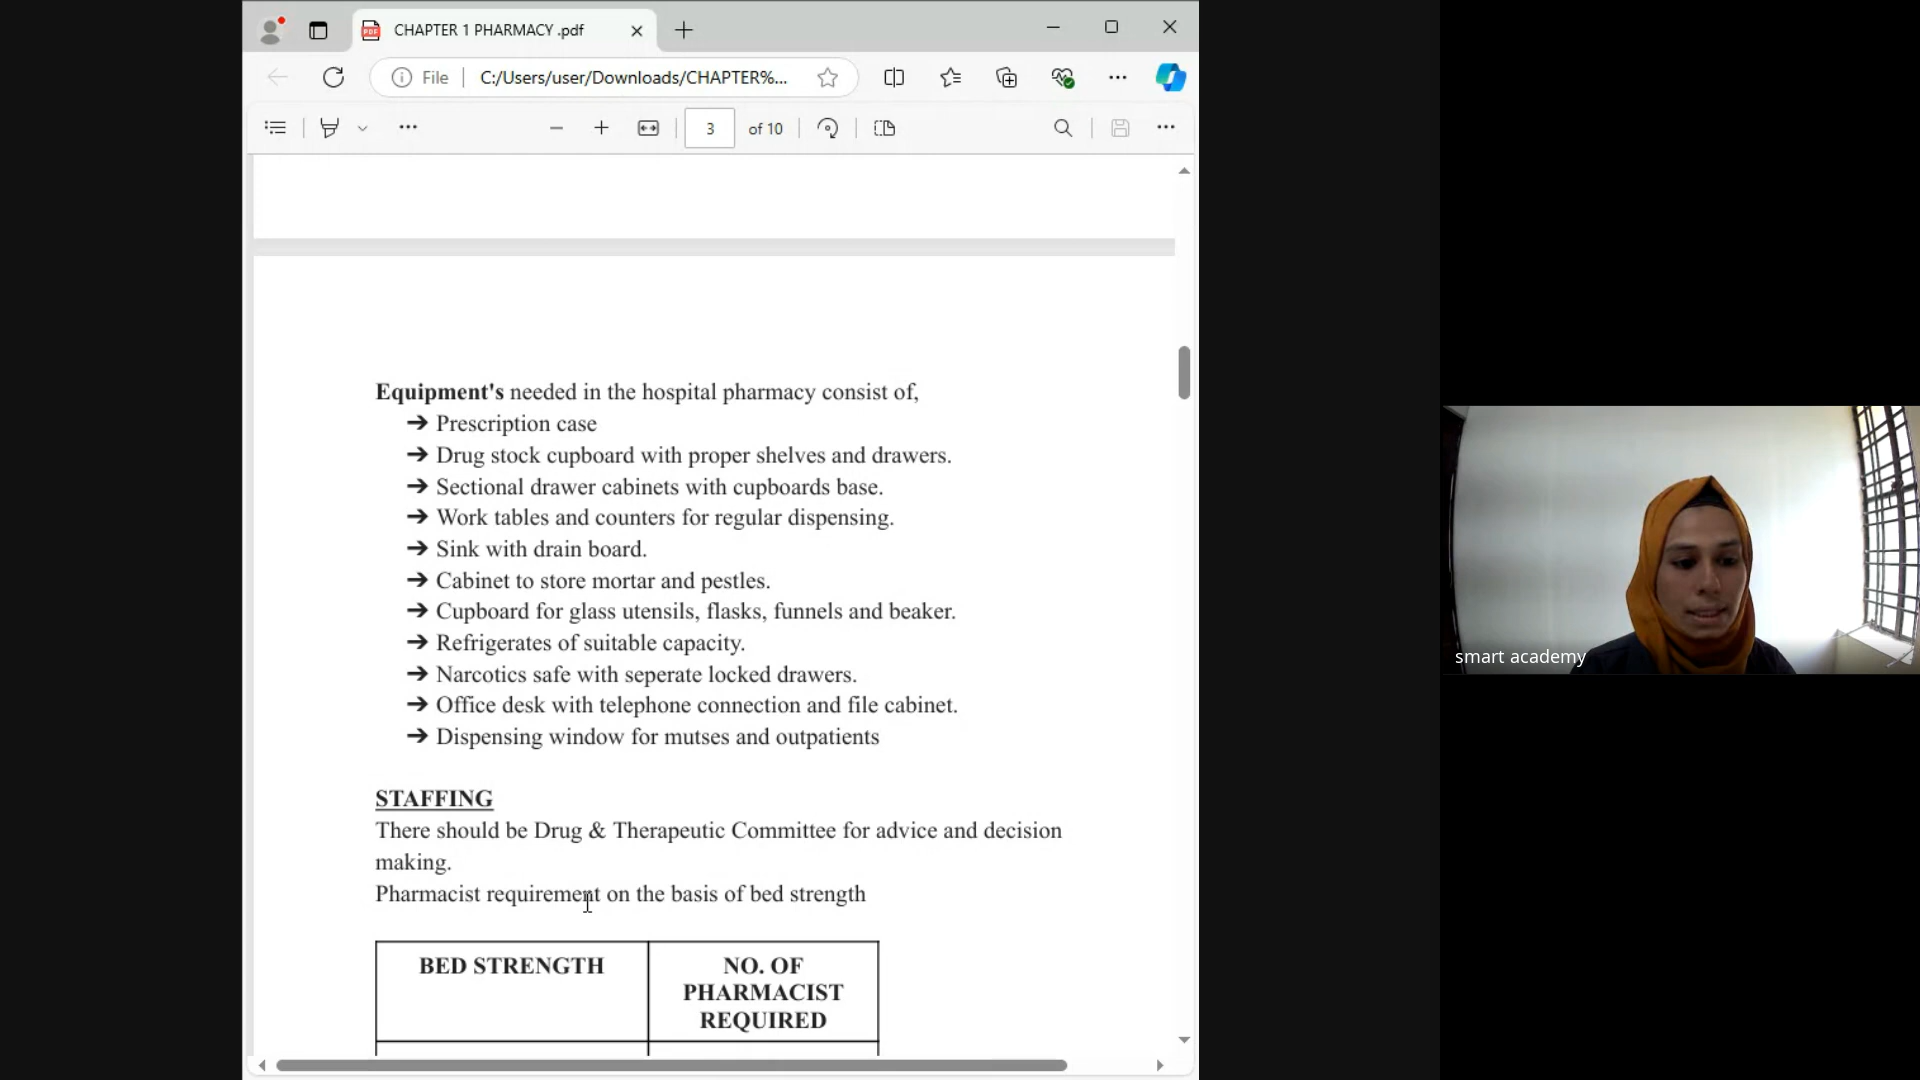 CHAPTER 1 PHARMACY .pdf
File
C:/Users/user/Downloads/CHAPTER%...
3 of 10
Equipment's needed in the hospital pharmacy consist of,
➔ Prescription case
➔ Drug stock cupboard with proper shelves and drawers.
➔ Sectional drawer cabinets with cupboards base.
➔ Work tables and counters for regular dispensing.
➔ Sink with drain board.
➔ Cabinet to store mortar and pestles.
➔ Cupboard for glass utensils, flasks, funnels and beaker.
➔ Refrigerates of suitable capacity.
➔ Narcotics safe with seperate locked drawers.
➔ Office desk with telephone connection and file cabinet.
➔ Dispensing window for mutses and outpatients
STAFFING
There should be Drug & Therapeutic Committee for advice and decision
making.
Pharmacist requirement on the basis of bed strength
BED STRENGTH
NO. OF
PHARMACIST
REQUIRED
smart academy